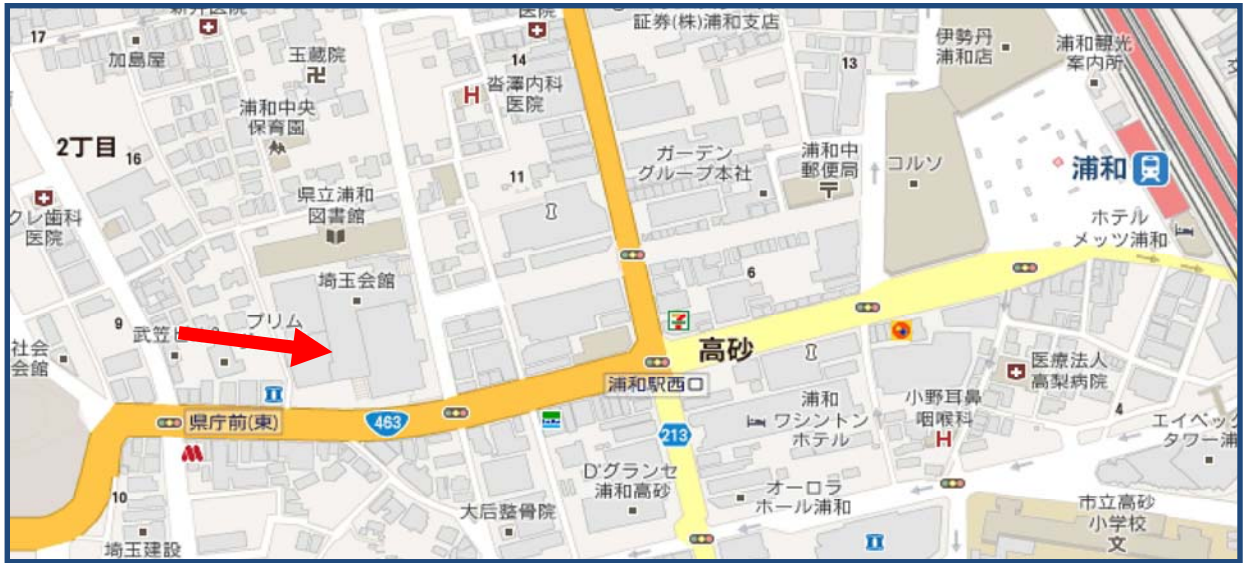 17
加島屋
玉蔵院
卍
医院
証券(株)浦和支店
14
沓澤内科
医院
H
13
伊勢丹
浦和店
浦和観光
案内所
浦和中央
保育園
2丁目
16
11
県立浦和
図書館
ガーデン
グループ本社
浦和中
郵便局
〒
コルソ
浦和
ホテル
メッツ浦和
クレ歯科
医院
埼玉会館
6
9
武笠ビ
プリム
社会
会館
7
高砂
浦和駅西口
県庁前(東)
463
213
浦和
ワシントン
ホテル
小野耳鼻
咽喉科
H
医療法人
高梨病院
4
エイペック
タワー浦
D'グランセ
浦和高砂
オーロラ
ホール浦和
大后整骨院
10
埼玉建設
市立高砂
小学校
文